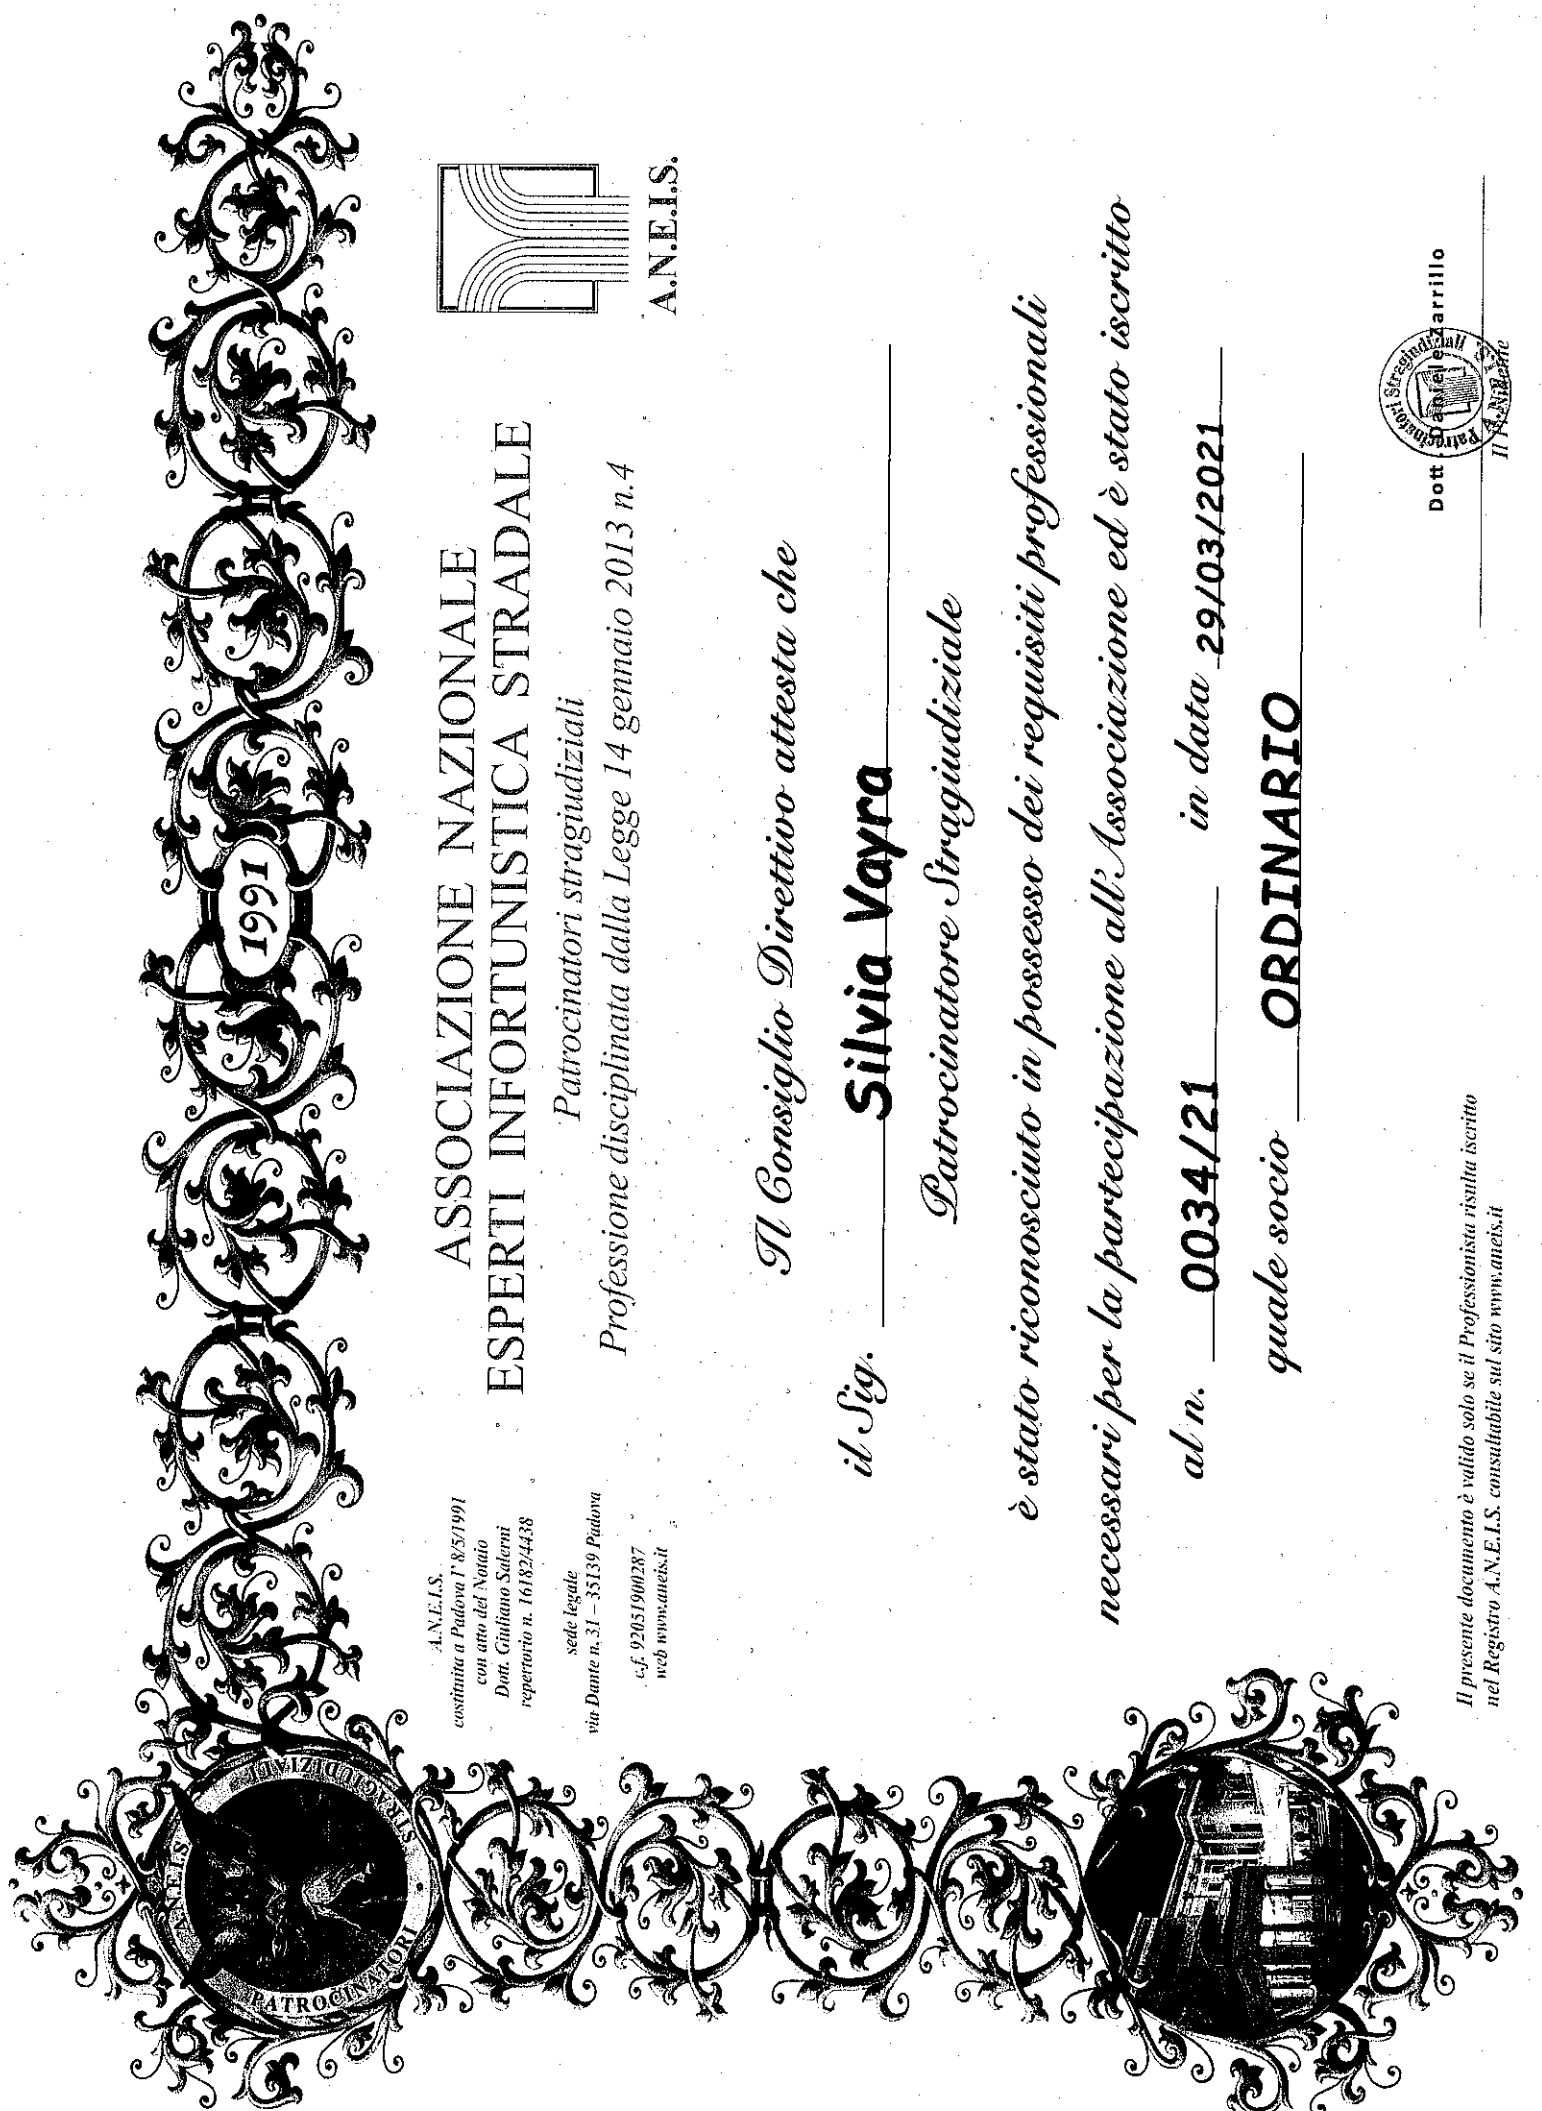 1991
A.N.E.I.S.
PATROCINATORI
STRAGIUDIZIALI
A.N.E.I.S.
costituita a Padova l'8/5/1991
con atto del Notaio
Dott. Giuliano Salerni
repertorio n. 16182/4438
sede legale
via Dante n. 31 – 35139 Padova
c.f. 92051900287
web www.aneis.it
ASSOCIAZIONE NAZIONALE
ESPERTI INFORTUNISTICA STRADALE
Patrocinatori stragiudiziali
Professione disciplinata dalla Legge 14 gennaio 2013 n.4
A.N.E.I.S.
Il Consiglio Direttivo attesta che
il Sig. Silvia Vayra
Patrocinatore Stragiudiziale
è stato riconosciuto in possesso dei requisiti professionali
necessari per la partecipazione all'Associazione ed è stato iscritto
al n. 0034/21 in data 29/03/2021
quale socio ORDINARIO
Il presente documento è valido solo se il Professionista risulta iscritto
nel Registro A.N.E.I.S. consultabile sul sito www.aneis.it
Dott. Daniele Zarrillo
Patrocinatori Stragiudiziali
Il Presidente